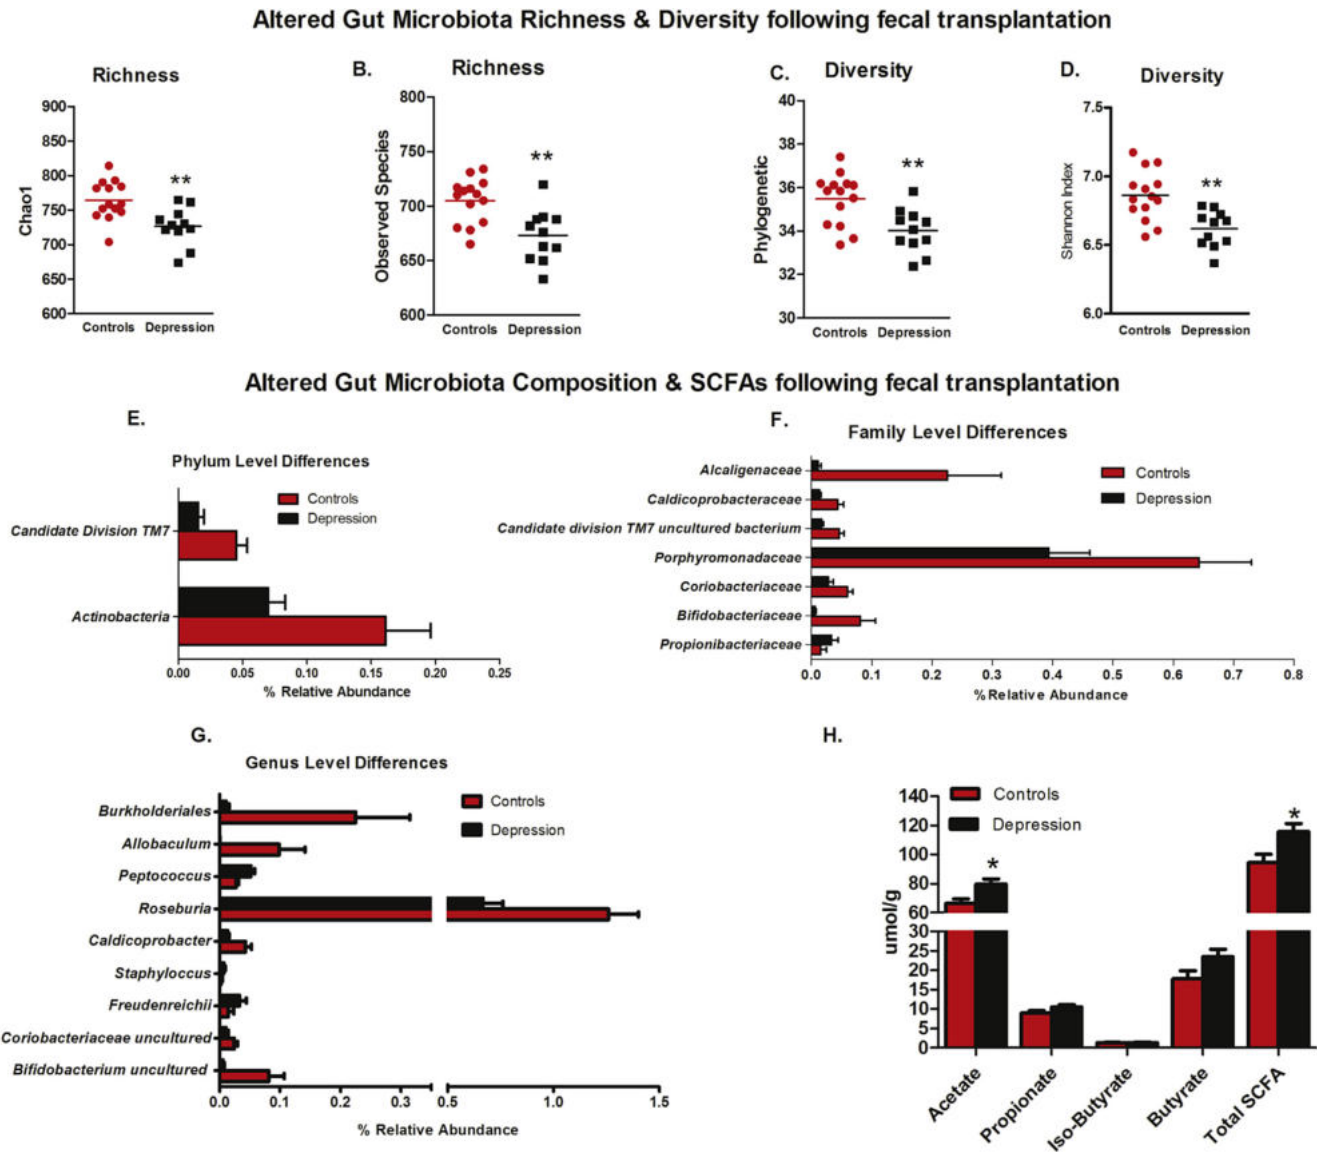 Altered Gut Microbiota Richness & Diversity following fecal transplantation
Richness
900
850
800
750
700
650
600
Chao1
**
Controls Depression
B.
Richness
800
750
700
650
600
Observed Species
**
Controls Depression
C.
Diversity
40
38
36
34
32
30
Phylogenetic
**
Controls Depression
D.
Diversity
7.5
7.0
6.5
6.0
Shannon Index
**
Controls Depression
Altered Gut Microbiota Composition & SCFAs following fecal transplantation
E.
Phylum Level Differences
Controls
Depression
Candidate Division TM7
Actinobacteria
0.00 0.05 0.10 0.15 0.20 0.25
% Relative Abundance
F.
Family Level Differences
Controls
Depression
Alcaligenaceae
Caldicoprobacteraceae
Candidate division TM7 uncultured bacterium
Porphyromonadaceae
Coriobacteriaceae
Bifidobacteriaceae
Propionibacteriaceae
0.0 0.1 0.2 0.3 0.4 0.5 0.6 0.7 0.8
% Relative Abundance
G.
Genus Level Differences
Controls
Depression
Burkholderiales
Allobaculum
Peptococcus
Roseburia
Caldicoprobacter
Staphyloccus
Freudenreichii
Coriobacteriaceae uncultured
Bifidobacterium uncultured
0.0 0.1 0.2 0.3 0.5 1.0 1.5
% Relative Abundance
H.
Controls
Depression
140
120
100
80
60
30
25
20
15
10
5
0
umol/g
*
*
Acetate
Propionate
Iso-Butyrate
Butyrate
Total SCFA